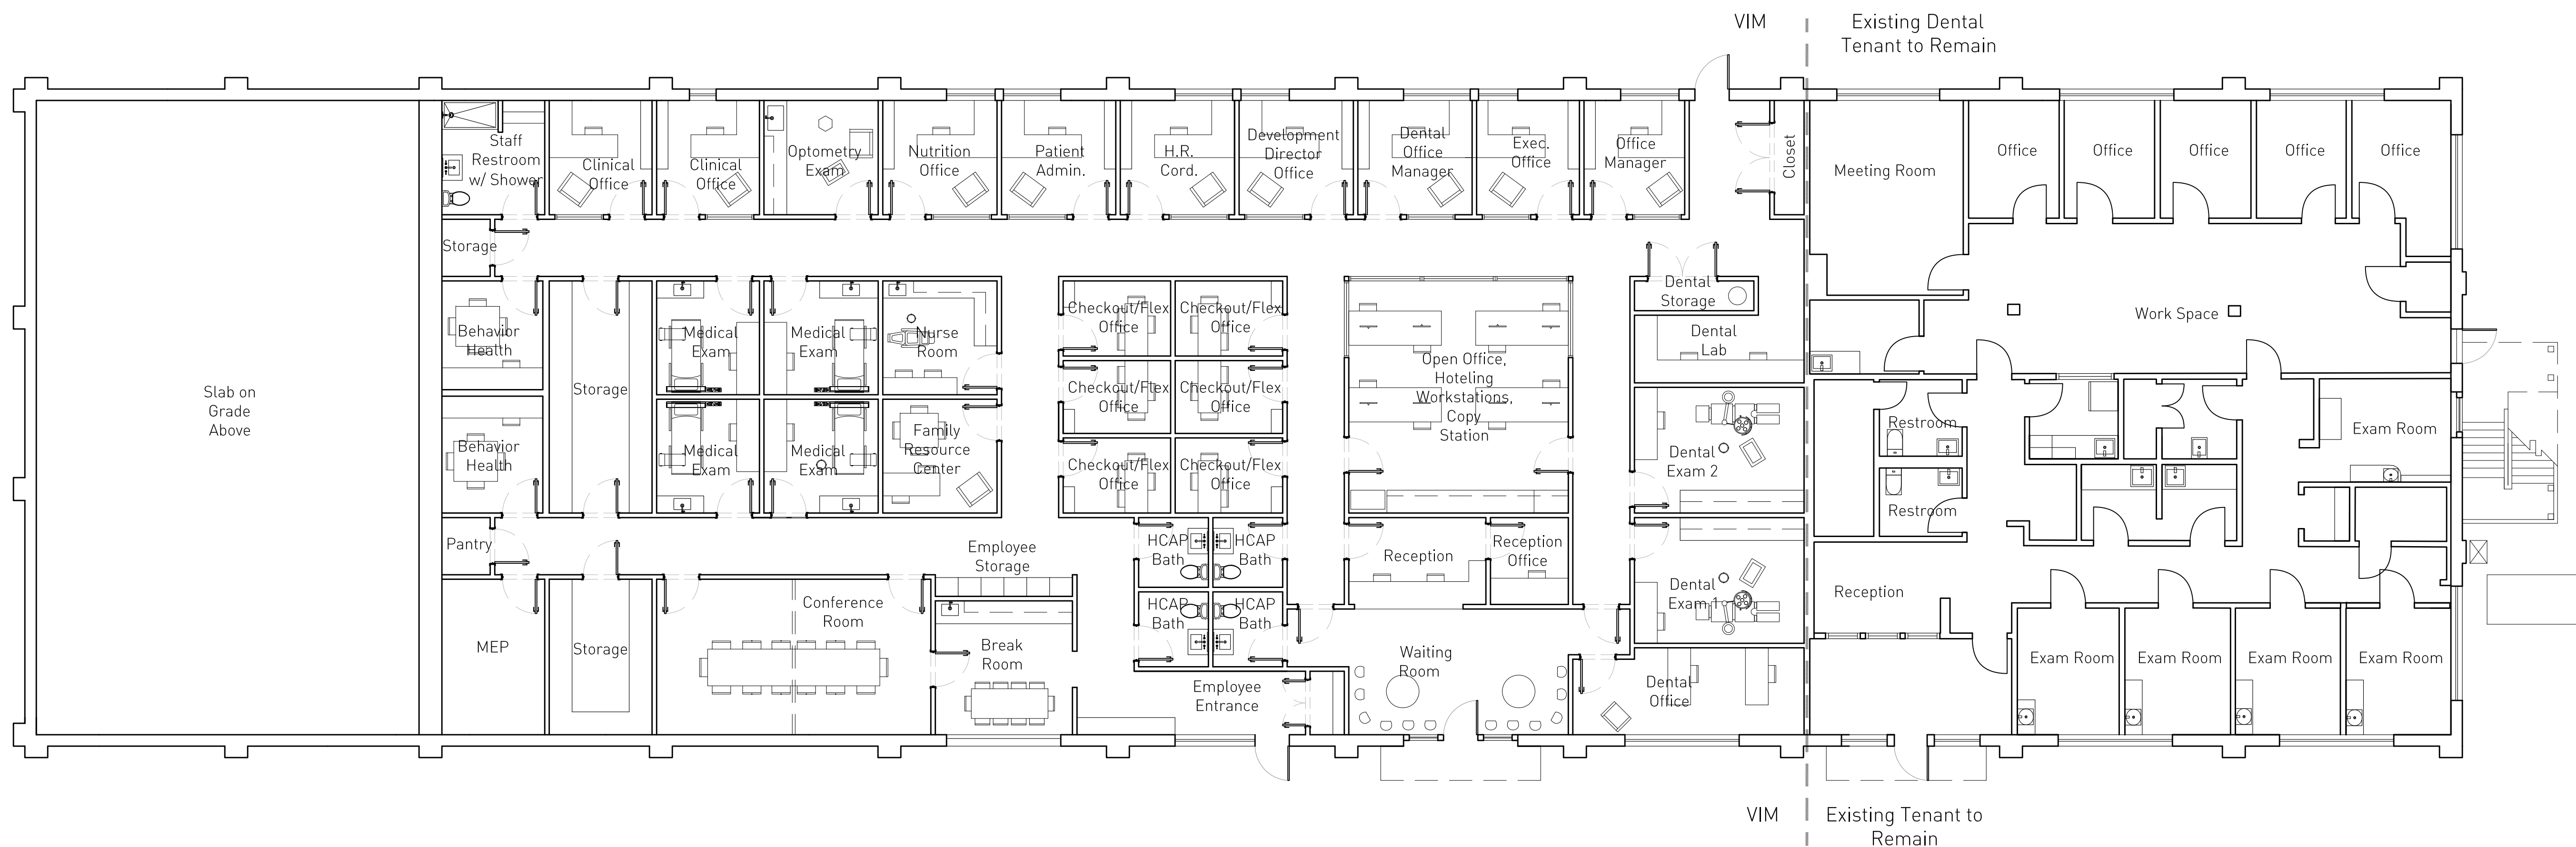 VIM
Existing Dental
Tenant to Remain
Staff
Restroom
w/ Shower
Clinical
Office
Clinical
Office
Optometry
Exam
Nutrition
Office
Patient
Admin.
H.R.
Cord.
Development
Director
Office
Dental
Office
Manager
Exec.
Office
Office
Manager
Closet
Meeting Room
Office
Office
Office
Office
Office
Storage
Behavior
Health
Storage
Medical
Exam
Medical
Exam
Nurse
Room
Checkout/Flex
Office
Checkout/Flex
Office
Dental
Storage
Dental
Lab
Work Space
Slab on
Grade
Above
Checkout/Flex
Office
Checkout/Flex
Office
Open Office,
Hoteling
Workstations,
Copy
Station
Behavior
Health
Medical
Exam
Medical
Exam
Family
Resource
Center
Checkout/Flex
Office
Checkout/Flex
Office
Dental
Exam 2
Restroom
Exam Room
Restroom
Pantry
Employee
Storage
HCAP
Bath
HCAP
Bath
Reception
Reception
Office
Dental
Exam 1
Reception
MEP
Storage
Conference
Room
Break
Room
HCAP
Bath
HCAP
Bath
Waiting
Room
Employee
Entrance
Dental
Office
Exam Room
Exam Room
Exam Room
Exam Room
VIM
Existing Tenant to
Remain